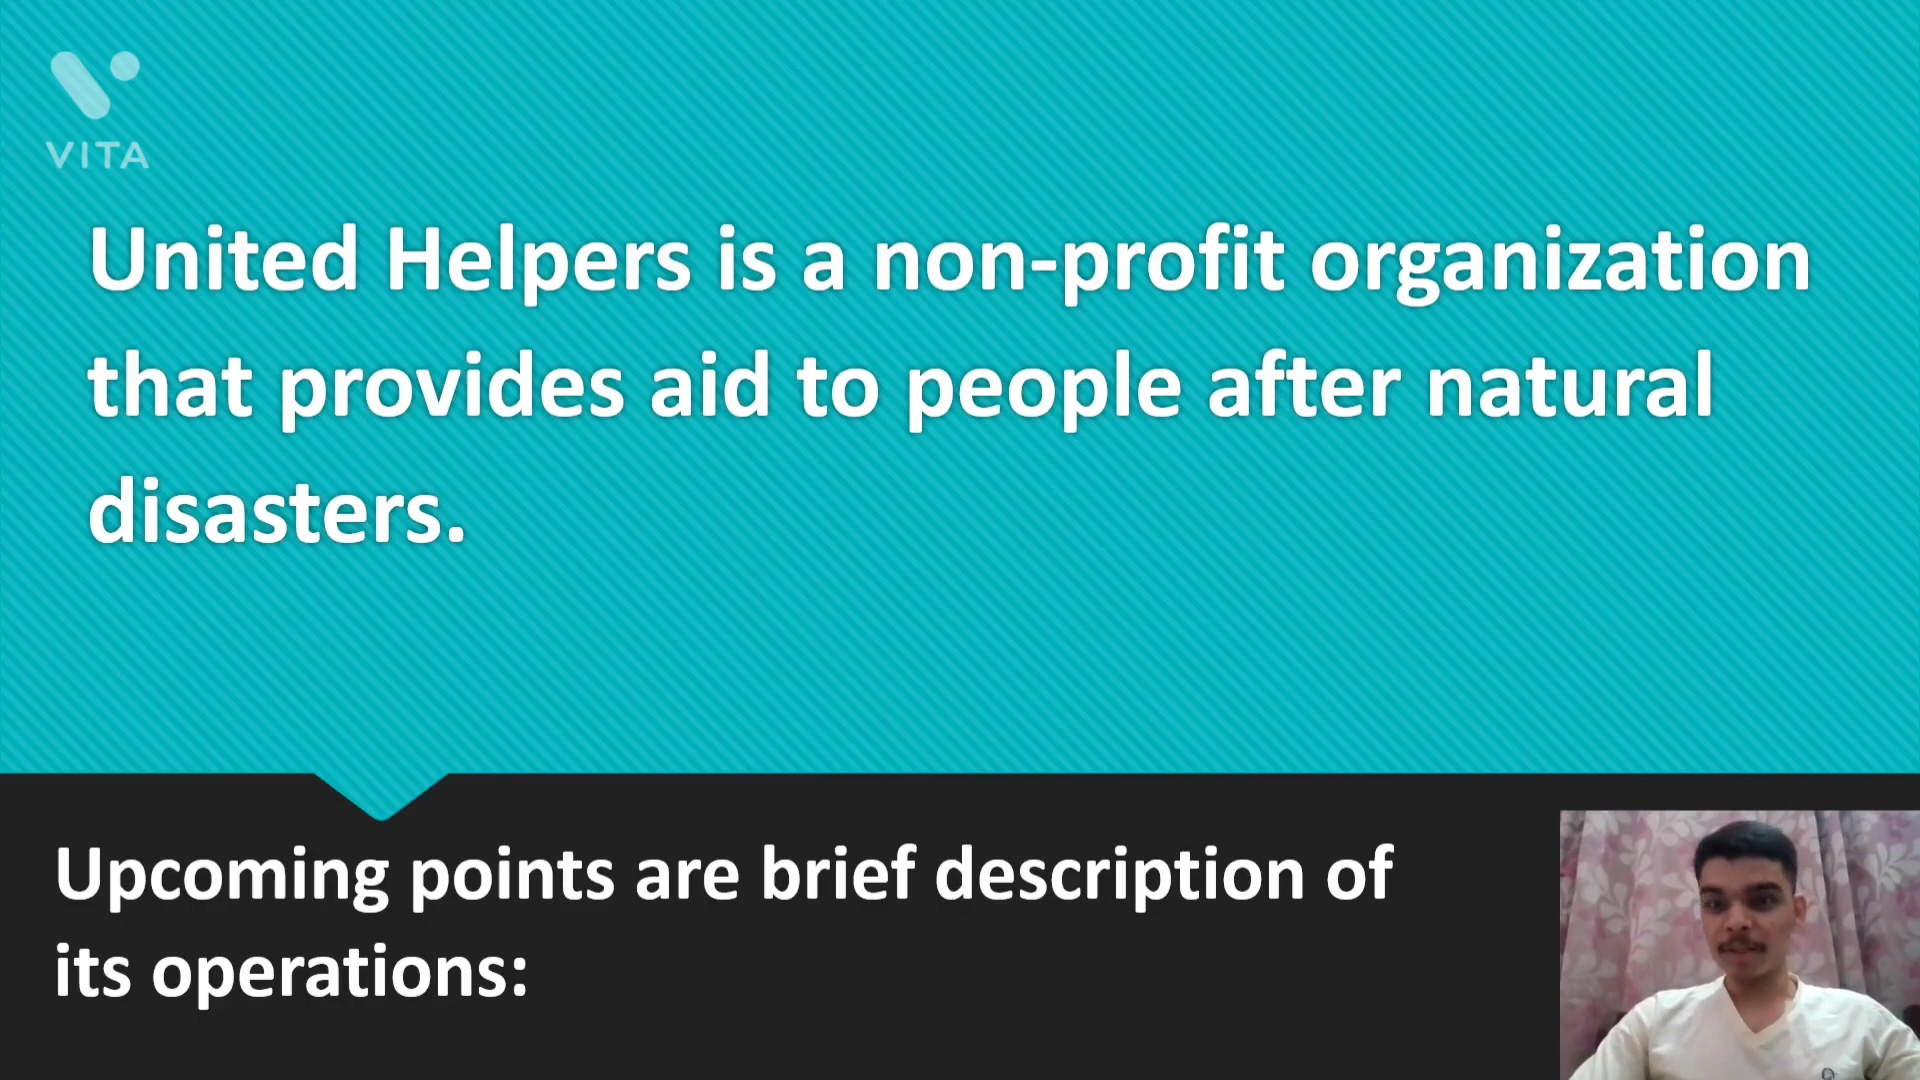 VITA
United Helpers is a non-profit organization
that provides aid to people after natural
disasters.
Upcoming points are brief description of
its operations: